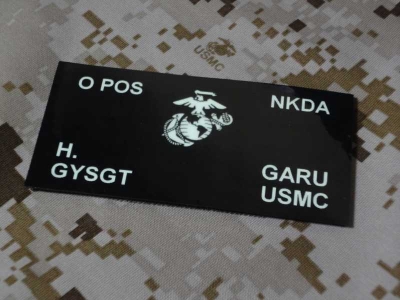 USMC
O POS NKDA
H. GARU
GYSGT USMC